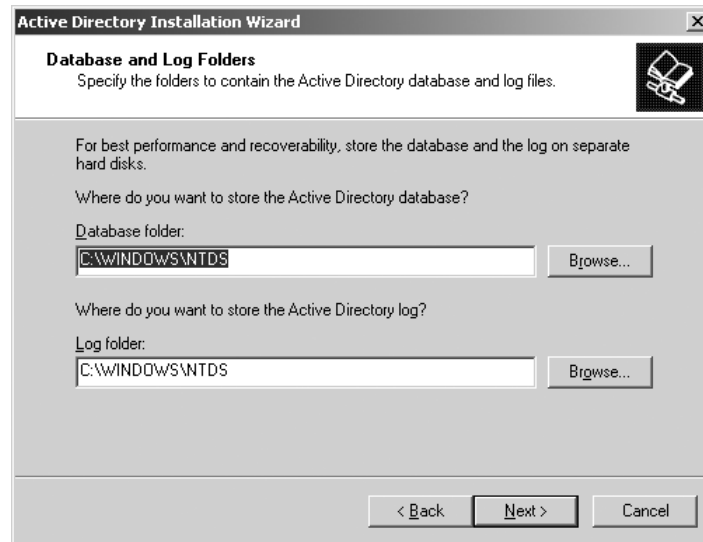 Active Directory Installation Wizard
Database and Log Folders
Specify the folders to contain the Active Directory database and log files.
For best performance and recoverability, store the database and the log on separate
hard disks.
Where do you want to store the Active Directory database?
Database folder:
C:\WINDOWS\NTDS
Browse...
Where do you want to store the Active Directory log?
Log folder:
C:\WINDOWS\NTDS
Browse...
< Back Next > Cancel